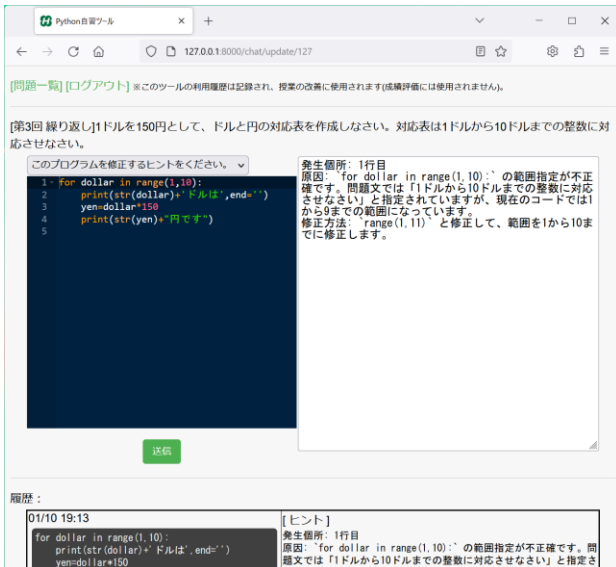 Python自習ツール
127.0.0.1:8000/chat/update/127
[問題一覧] [ログアウト] ※このツールの利用履歴は記録され、授業の改善に使用されます(成績評価には使用されません)。
[第3回 繰り返し]1ドルを150円として、ドルと円の対応表を作成しなさい。対応表は1ドルから10ドルまでの整数に対
応させなさい。
このプログラムを修正するヒントをください。
1 for dollar in range(1,10):
2 print(str(dollar)+'ドルは',end='')
3 yen=dollar*150
4 print(str(yen)+"円です")
5
発生個所: 1行目
原因: `for dollar in range(1,10):` の範囲指定が不正
確です。問題文では「1ドルから10ドルまでの整数に対応
させなさい」と指定されていますが、現在のコードでは1
から9までの範囲になっています。
修正方法: `range(1,11)` と修正して、範囲を1から10ま
でに修正します。
送信
履歴：
01/10 19:13
for dollar in range(1,10):
print(str(dollar)+'ドルは',end='')
yen=dollar*150
[ヒント]
発生個所: 1行目
原因: `for dollar in range(1,10):` の範囲指定が不正確です。問
題文では「1ドルから10ドルまでの整数に対応させなさい」と指定さ